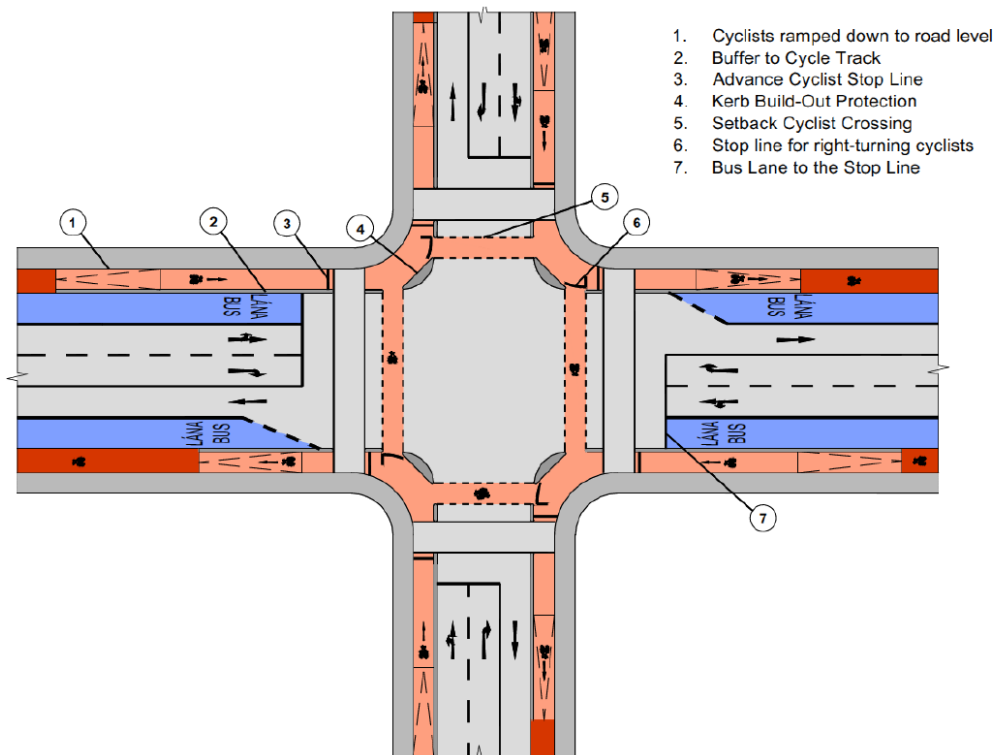 1. Cyclists ramped down to road level
2. Buffer to Cycle Track
3. Advance Cyclist Stop Line
4. Kerb Build-Out Protection
5. Setback Cyclist Crossing
6. Stop line for right-turning cyclists
7. Bus Lane to the Stop Line
5
1
2
3
4
6
LÁNA
BUS
LÁNA
BUS
LÁNA
BUS
LÁNA
BUS
7